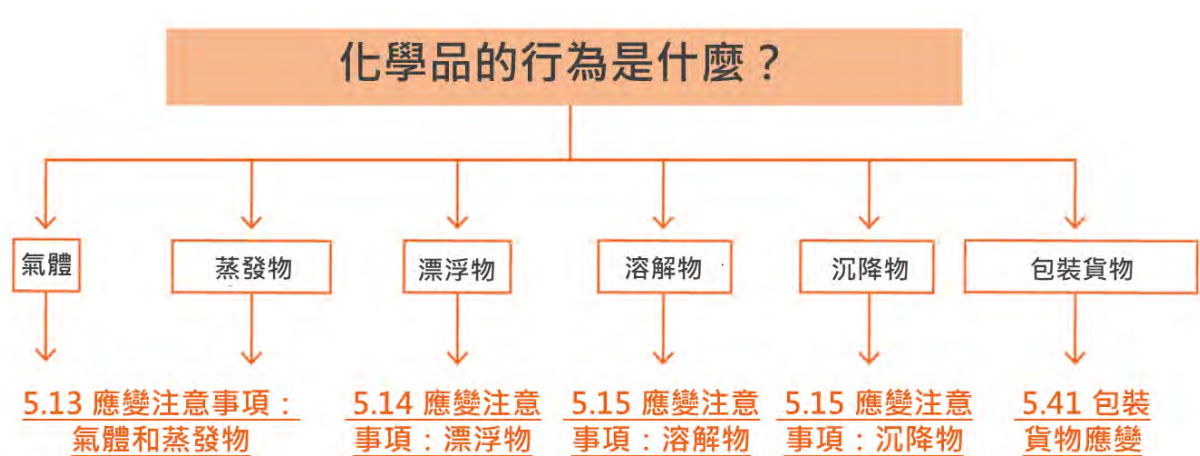 化學品的行為是什麼？
氣體
蒸發物
漂浮物
溶解物
沉降物
包裝貨物
5.13 應變注意事項：
氣體和蒸發物
5.14 應變注意
事項：漂浮物
5.15 應變注意
事項：溶解物
5.15 應變注意
事項：沉降物
5.41 包裝
貨物應變